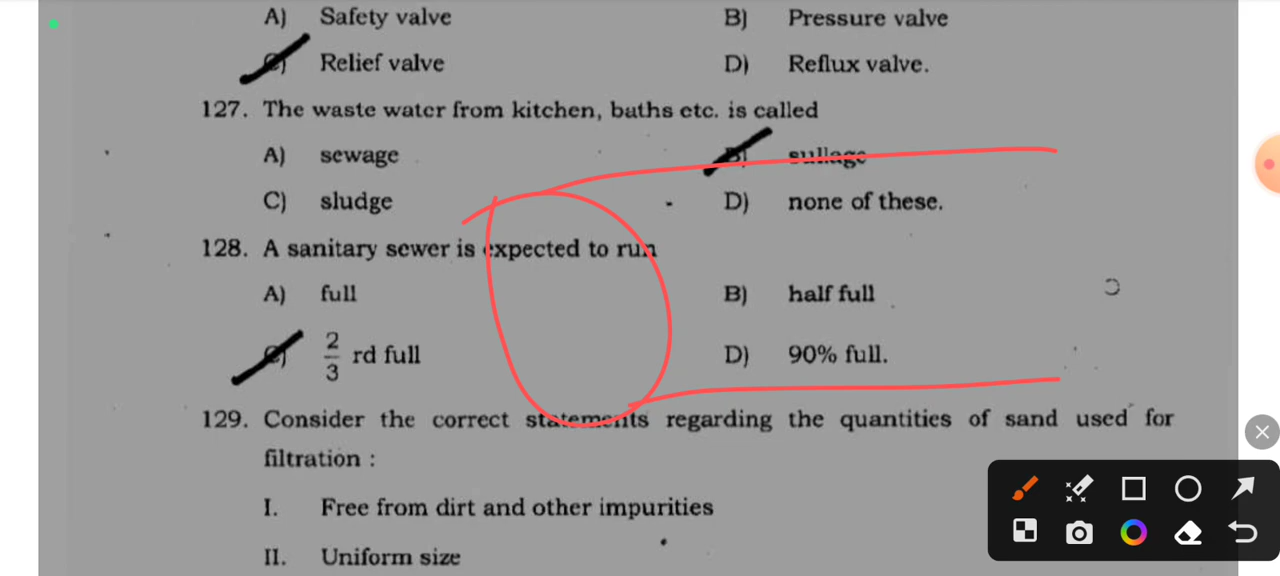 A) Safety valve B) Pressure valve
C) Relief valve D) Reflux valve.
127. The waste water from kitchen, baths etc. is called
A) sewage B) sullage
C) sludge D) none of these.
128. A sanitary sewer is expected to run
A) full B) half full
C) 2/3 rd full D) 90% full.
129. Consider the correct statements regarding the quantities of sand used for
filtration :
I. Free from dirt and other impurities
II. Uniform size